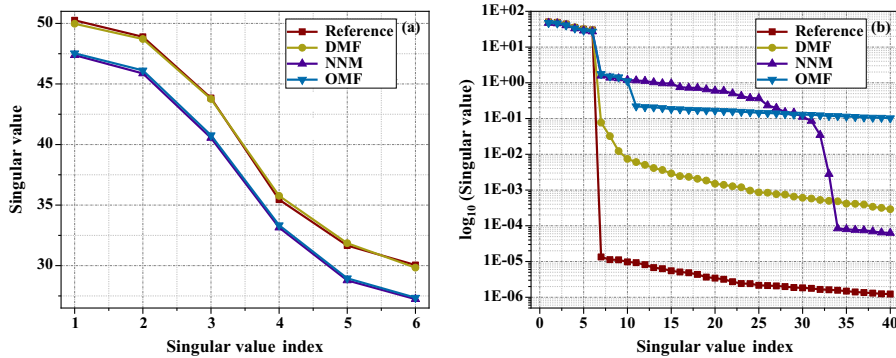 Reference
DMF
NNM
OMF
(a)
50
45
40
35
30
Singular value
1 2 3 4 5 6
Singular value index
Reference
DMF
NNM
OMF
(b)
1E+02
1E+01
1E+00
1E-01
1E-02
1E-03
1E-04
1E-05
1E-06
log10 (Singular value)
0 5 10 15 20 25 30 35 40
Singular value index